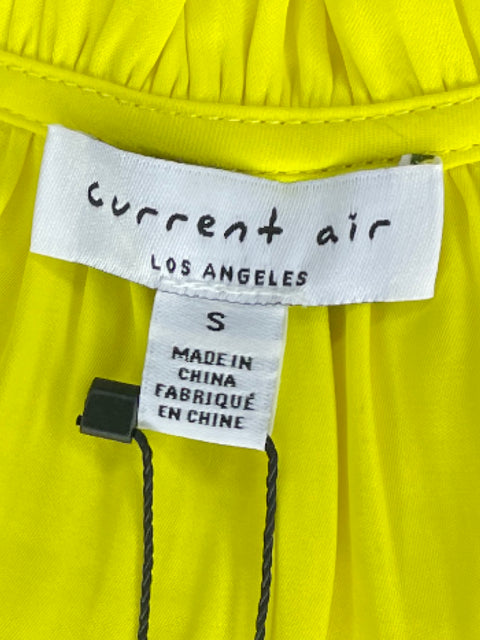 current air
LOS ANGELES
S
MADE IN
CHINA
FABRIQUÉ
EN CHINE